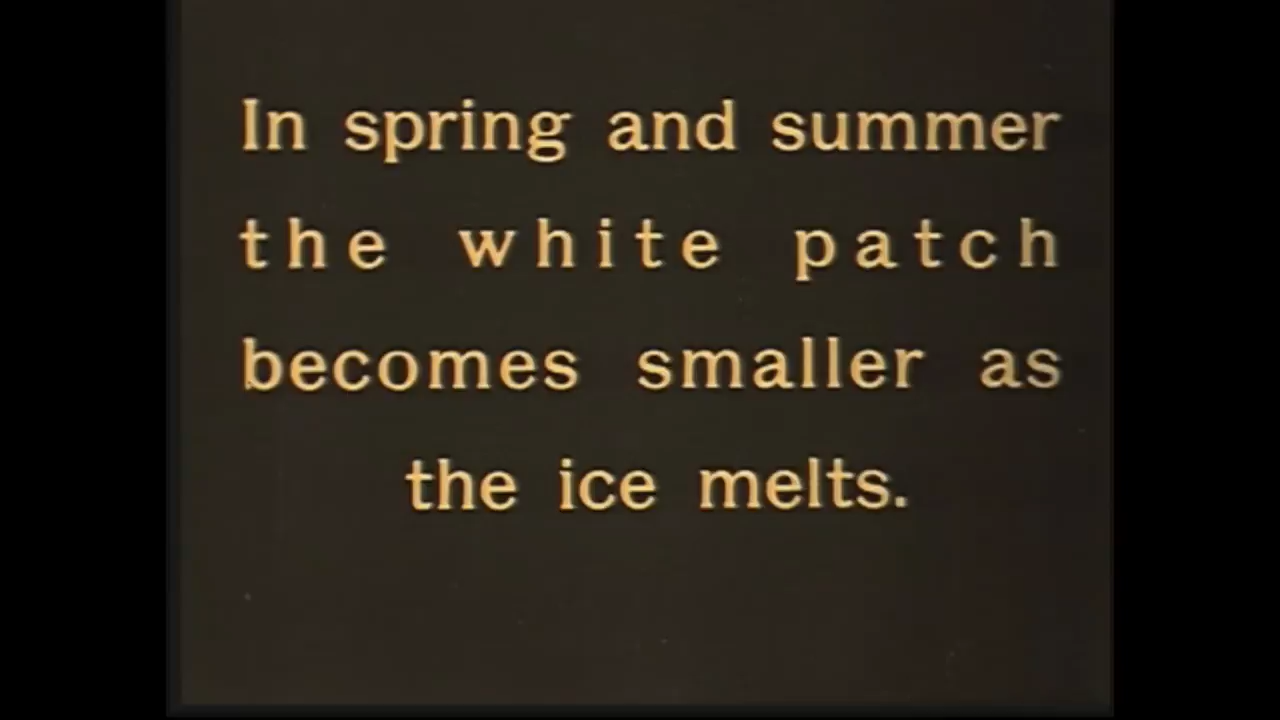 In spring and summer
the white patch
becomes smaller as
the ice melts.